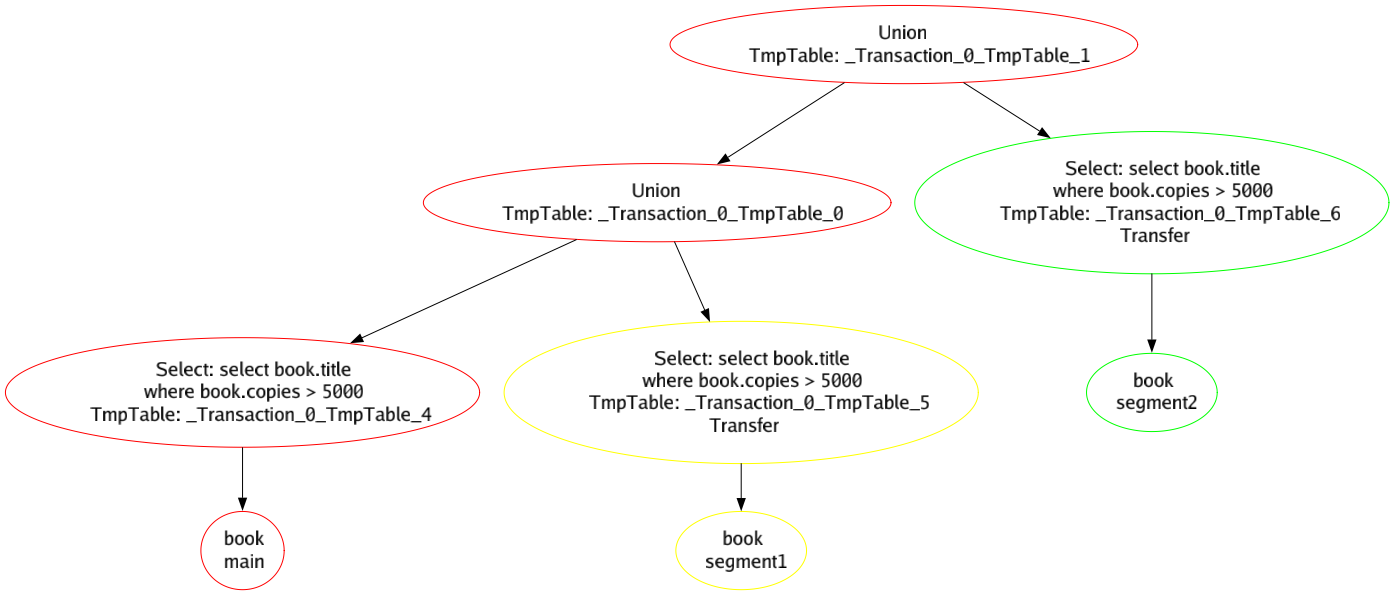 Union
TmpTable: _Transaction_0_TmpTable_1
Select: select book.title
where book.copies > 5000
TmpTable: _Transaction_0_TmpTable_6
Transfer
Union
TmpTable: _Transaction_0_TmpTable_0
Select: select book.title
where book.copies > 5000
TmpTable: _Transaction_0_TmpTable_4
Select: select book.title
where book.copies > 5000
TmpTable: _Transaction_0_TmpTable_5
Transfer
book
segment2
book
main
book
segment1